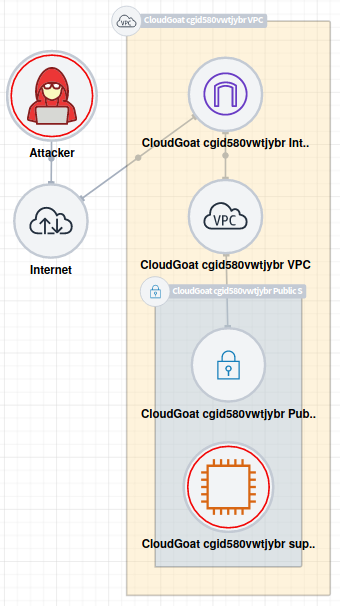 VPC
CloudGoat cgid580vwtjybr VPC
Attacker
CloudGoat cgid580vwtjybr Int..
Internet
VPC
CloudGoat cgid580vwtjybr VPC
CloudGoat cgid580vwtjybr Public S
CloudGoat cgid580vwtjybr Pub..
CloudGoat cgid580vwtjybr sup..